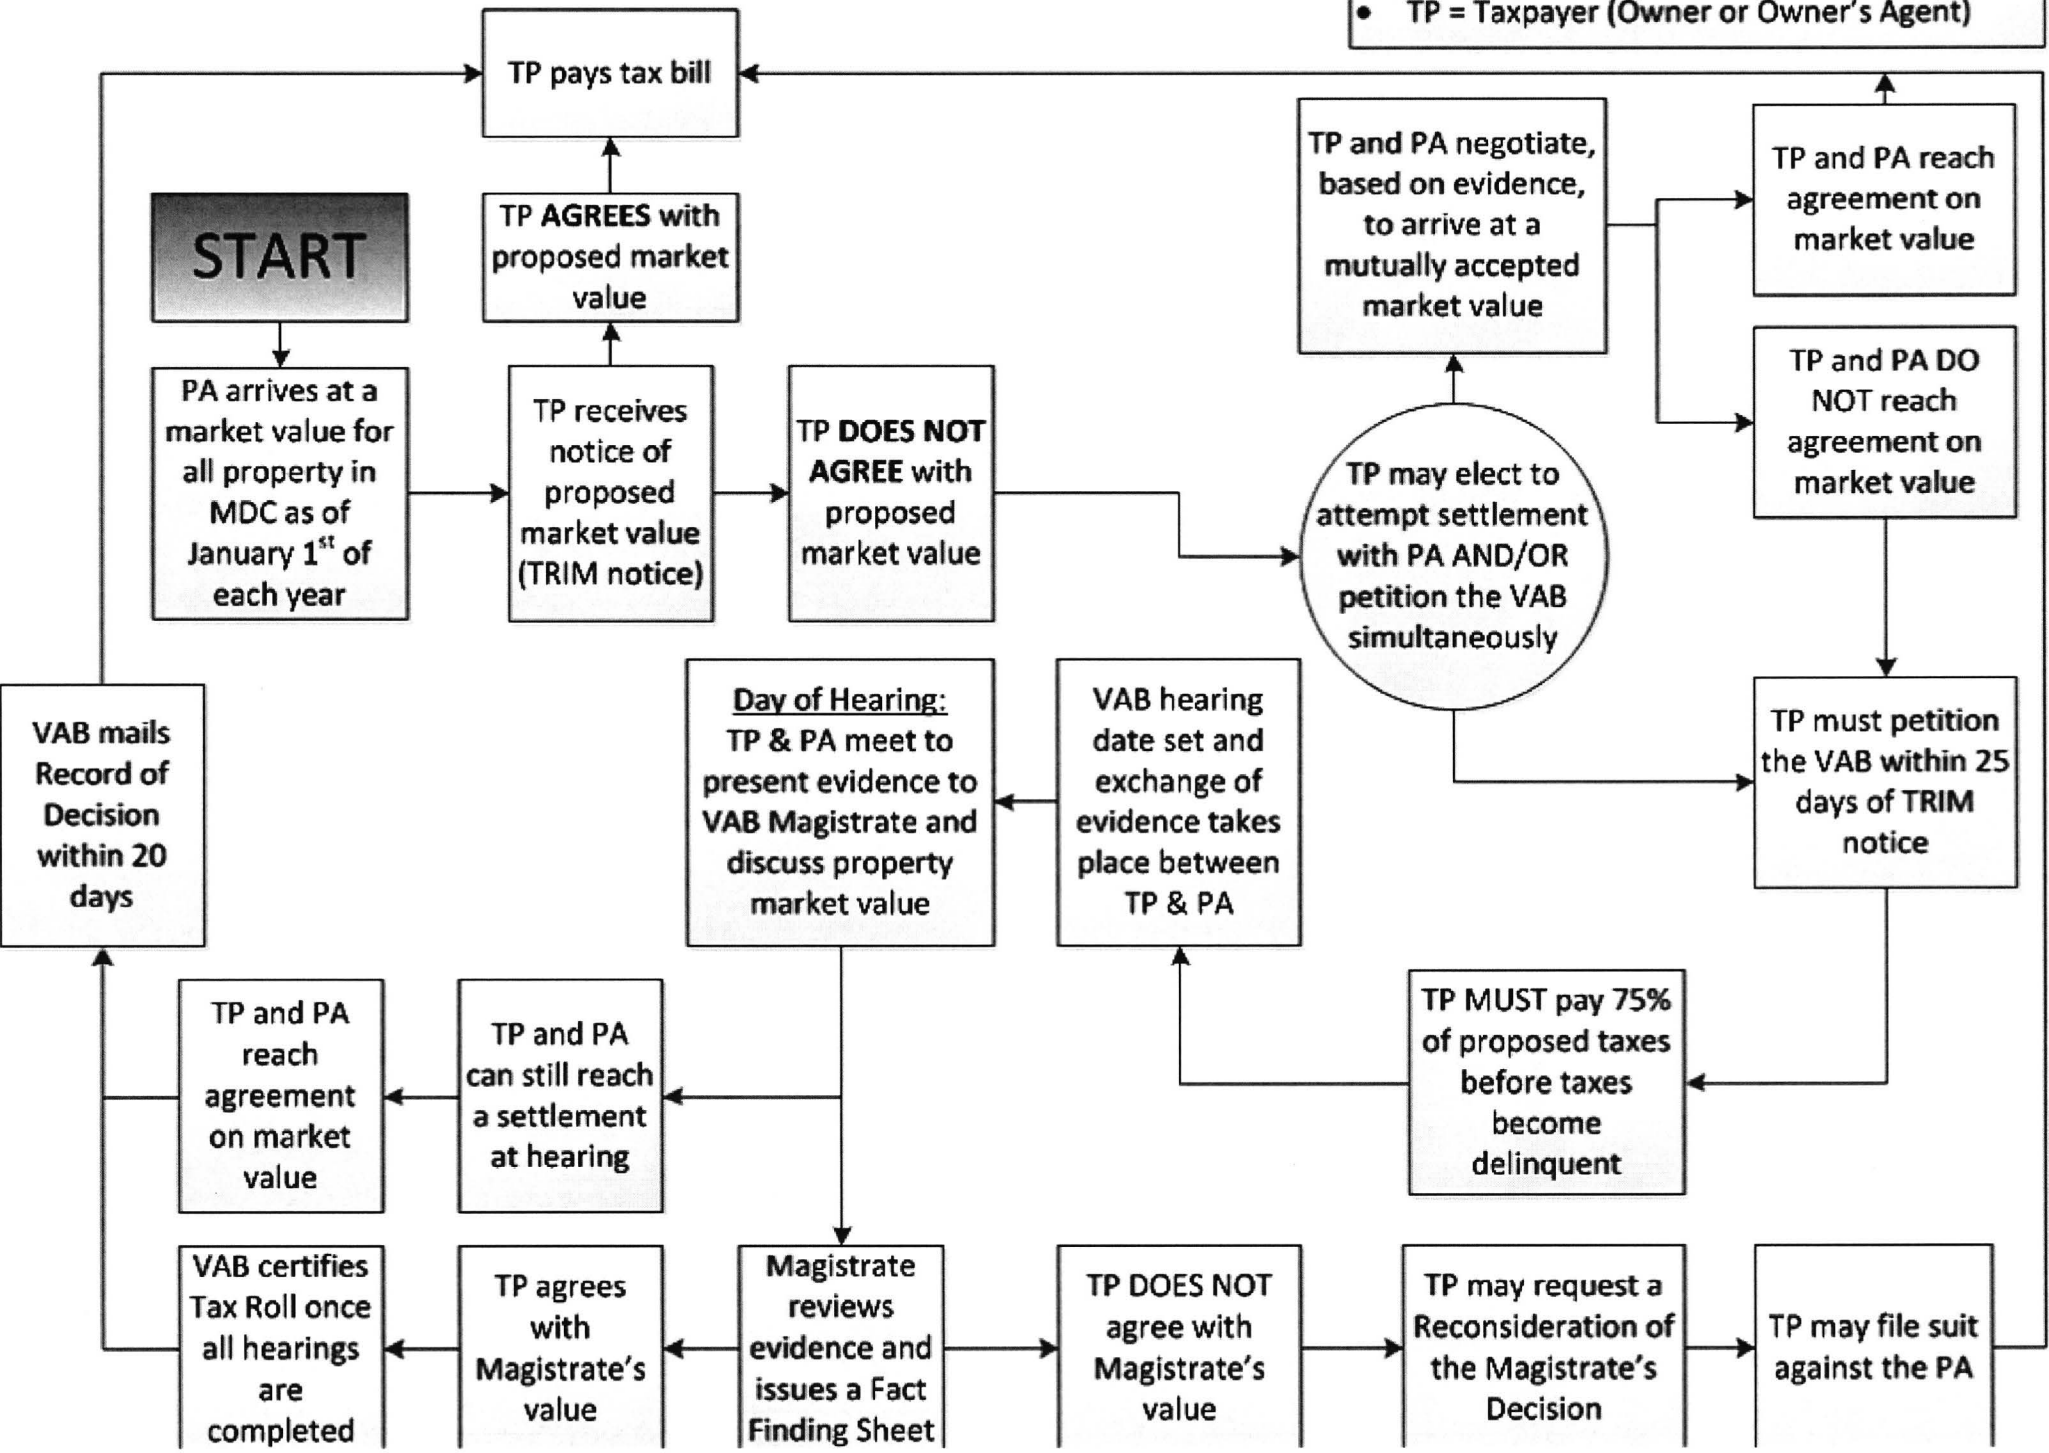 • TP = Taxpayer (Owner or Owner's Agent)
TP pays tax bill
START
TP AGREES with
proposed market
value
PA arrives at a
market value for
all property in
MDC as of
January 1st of
each year
TP receives
notice of
proposed
market value
(TRIM notice)
TP DOES NOT
AGREE with
proposed
market value
TP may elect to
attempt settlement
with PA AND/OR
petition the VAB
simultaneously
TP and PA negotiate,
based on evidence,
to arrive at a
mutually accepted
market value
TP and PA reach
agreement on
market value
TP and PA DO
NOT reach
agreement on
market value
TP must petition
the VAB within 25
days of TRIM
notice
TP MUST pay 75%
of proposed taxes
before taxes
become
delinquent
VAB hearing
date set and
exchange of
evidence takes
place between
TP & PA
Day of Hearing:
TP & PA meet to
present evidence to
VAB Magistrate and
discuss property
market value
TP and PA
can still reach
a settlement
at hearing
TP and PA
reach
agreement
on market
value
VAB mails
Record of
Decision
within 20
days
Magistrate
reviews
evidence and
issues a Fact
Finding Sheet
TP agrees
with
Magistrate's
value
VAB certifies
Tax Roll once
all hearings
are
completed
TP DOES NOT
agree with
Magistrate's
value
TP may request a
Reconsideration of
the Magistrate's
Decision
TP may file suit
against the PA